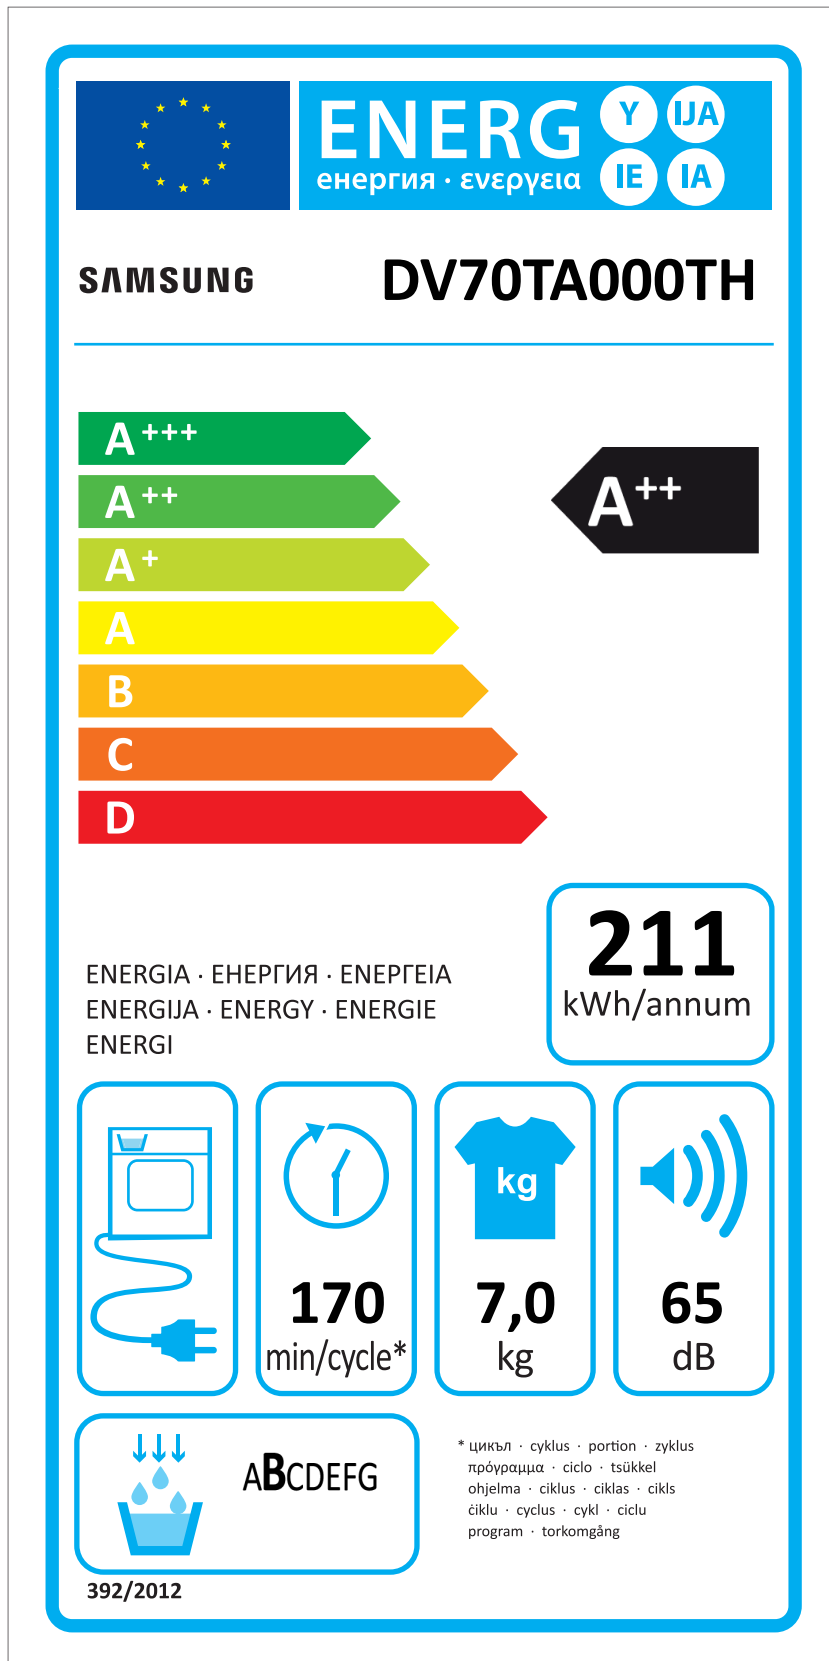 ENERG
енергия · ενεργεια
Y IJA
IE IA
SAMSUNG
DV70TA000TH
A+++
A++
A++
A+
A
B
C
D
211
kWh/annum
ENERGIA · ЕНЕРГИЯ · ΕΝΕΡΓΕΙΑ
ENERGIJA · ENERGY · ENERGIE
ENERGI
kg
170
min/cycle*
7,0
kg
65
dB
ABCDEFG
* цикъл · cyklus · portion · zyklus
πρόγραμμα · ciclo · tsükkel
ohjelma · ciklus · ciklas · cikls
ċiklu · cyclus · cykl · ciclu
program · torkomgång
392/2012